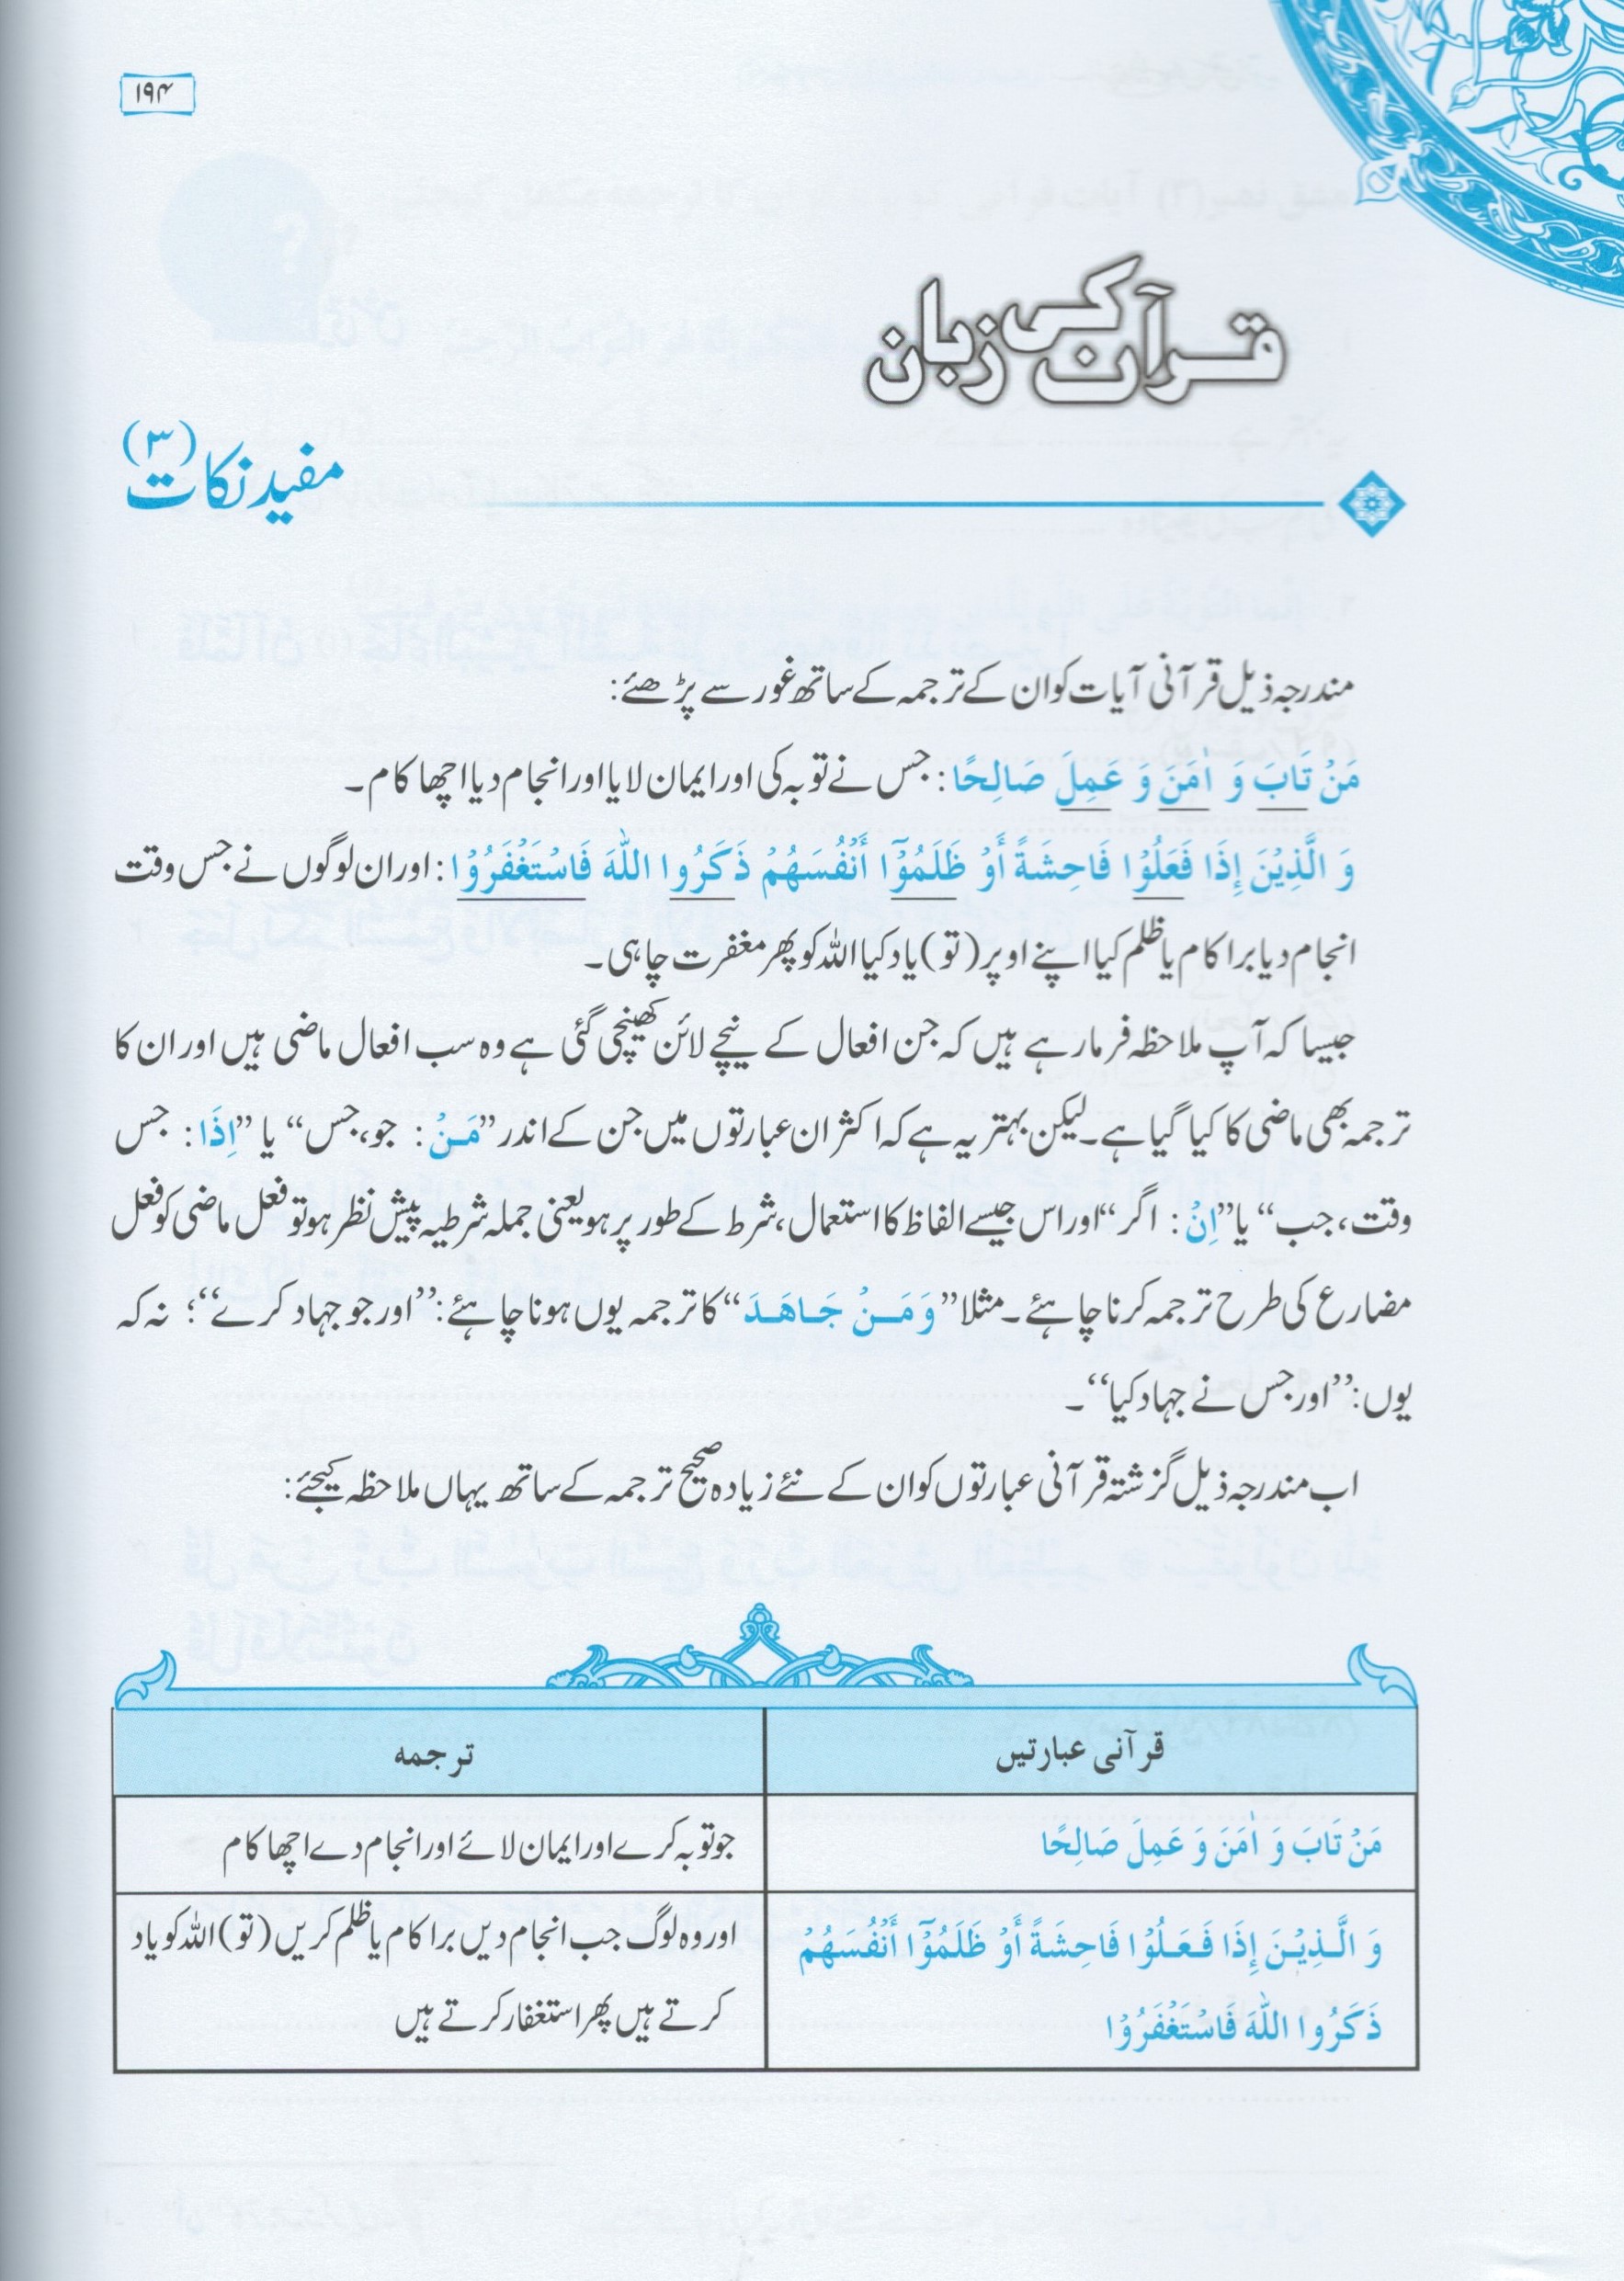 ۱۹۴
قرآن کی زبان
مفید نکات (۳)
مندرجہ ذیل قرآنی آیات کو ان کے ترجمہ کے ساتھ غور سے پڑھئے:
مَنْ تَابَ وَ اٰمَنَ وَ عَمِلَ صَالِحًا: جس نے توبہ کی اور ایمان لایا اور انجام دیا اچھا کام۔
وَ الَّذِيْنَ إِذَا فَعَلُوْا فَاحِشَةً أَوْ ظَلَمُوْٓا أَنْفُسَهُمْ ذَكَرُوا اللّٰهَ فَاسْتَغْفَرُوْا: اور ان لوگوں نے جس وقت
انجام دیا برا کام یا ظلم کیا اپنے اوپر (تو) یاد کیا اللہ کو پھر مغفرت چاہی۔
جیسا کہ آپ ملاحظہ فرما رہے ہیں کہ جن افعال کے نیچے لائن کھینچی گئی ہے وہ سب افعال ماضی ہیں اور ان کا
ترجمہ بھی ماضی کا کیا گیا ہے۔ لیکن بہتر یہ ہے کہ اکثر ان عبارتوں میں جن کے اندر ”مَنْ: جو، جس“ یا ”اِذَا: جس
وقت، جب“ یا ”اِنْ: اگر“ اور اس جیسے الفاظ کا استعمال، شرط کے طور پر ہو یعنی جملہ شرطیہ پیش نظر ہو تو فعل ماضی کو فعل
مضارع کی طرح ترجمہ کرنا چاہئے۔ مثلا ”وَ مَنْ جَاهَدَ“ کا ترجمہ یوں ہونا چاہئے: ”اور جو جہاد کرے“؛ نہ کہ
یوں: ”اور جس نے جہاد کیا“۔
اب مندرجہ ذیل گزشتہ قرآنی عبارتوں کو ان کے نئے زیادہ صحیح ترجمہ کے ساتھ یہاں ملاحظہ کیجئے:
قرآنی عبارتیں ترجمہ
مَنْ تَابَ وَ اٰمَنَ وَ عَمِلَ صَالِحًا جو توبہ کرے اور ایمان لائے اور انجام دے اچھا کام
وَ الَّذِيْنَ إِذَا فَعَلُوْا فَاحِشَةً أَوْ ظَلَمُوْٓا أَنْفُسَهُمْ
ذَكَرُوا اللّٰهَ فَاسْتَغْفَرُوْا
اور وہ لوگ جب انجام دیں برا کام یا ظلم کریں (تو) اللہ کو یاد
کرتے ہیں پھر استغفار کرتے ہیں